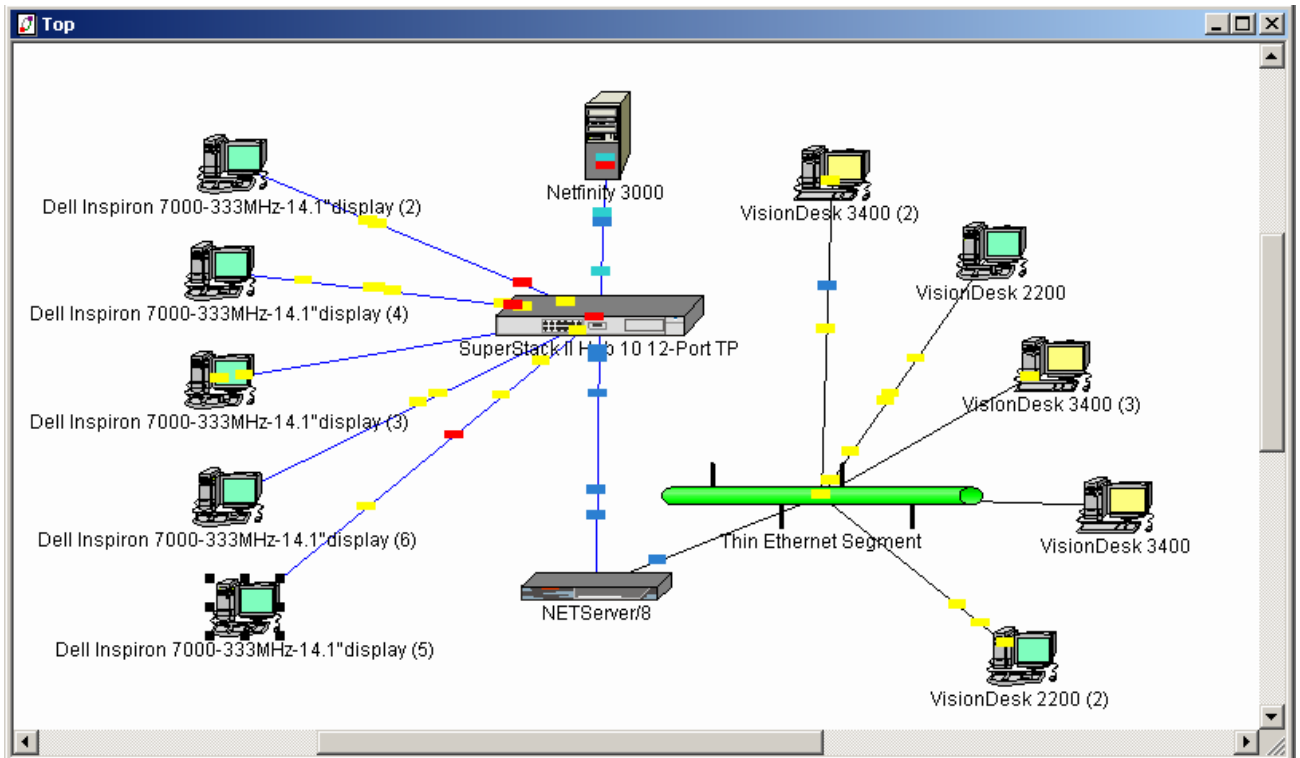 Top
Netfinity 3000
Dell Inspiron 7000-333MHz-14.1"display (2)
VisionDesk 3400 (2)
VisionDesk 2200
Dell Inspiron 7000-333MHz-14.1"display (4)
SuperStack II Hub 10 12-Port TP
Dell Inspiron 7000-333MHz-14.1"display (3)
VisionDesk 3400 (3)
Dell Inspiron 7000-333MHz-14.1"display (6)
Thin Ethernet Segment
VisionDesk 3400
NETServer/8
Dell Inspiron 7000-333MHz-14.1"display (5)
VisionDesk 2200 (2)